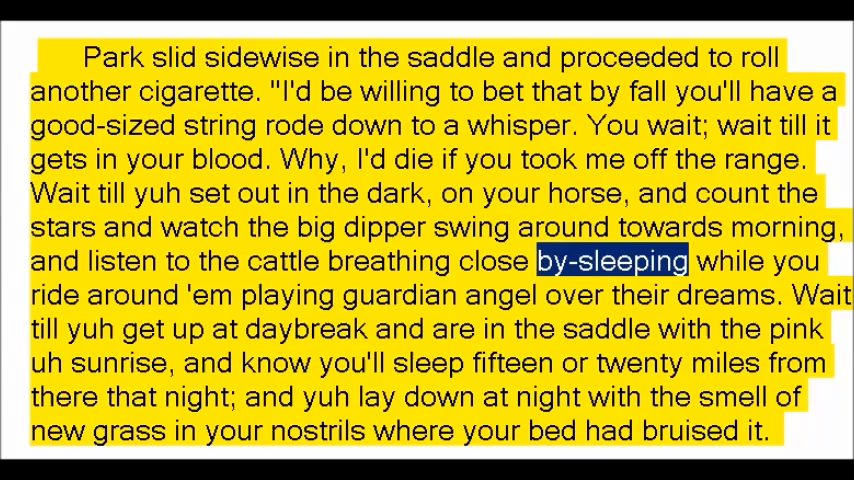 Park slid sidewise in the saddle and proceeded to roll
another cigarette. "I'd be willing to bet that by fall you'll have a
good-sized string rode down to a whisper. You wait; wait till it
gets in your blood. Why, I'd die if you took me off the range.
Wait till yuh set out in the dark, on your horse, and count the
stars and watch the big dipper swing around towards morning,
and listen to the cattle breathing close by-sleeping while you
ride around 'em playing guardian angel over their dreams. Wait
till yuh get up at daybreak and are in the saddle with the pink
uh sunrise, and know you'll sleep fifteen or twenty miles from
there that night; and yuh lay down at night with the smell of
new grass in your nostrils where your bed had bruised it.